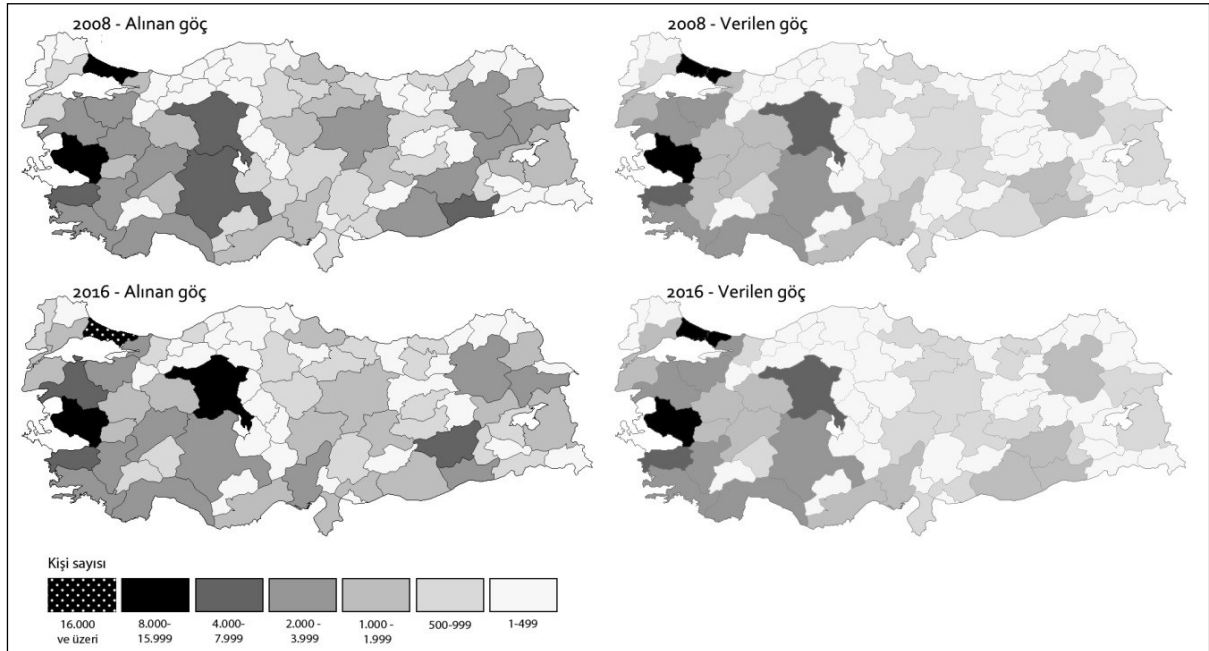 2008 - Alınan göç
2008 - Verilen göç
2016 - Alınan göç
2016 - Verilen göç
Kişi sayısı
16.000
ve üzeri
8.000-
15.999
4.000-
7.999
2.000 -
3.999
1.000 -
1.999
500-999
1-499